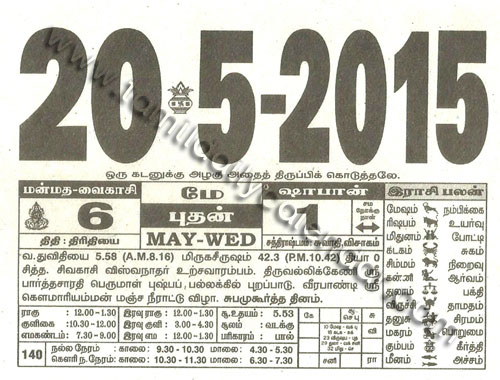 20-5-2015
ஒரு கடனுக்கு அழகு அதைத் திருப்பிக் கொடுத்தலே.
மன்மத-வைகாசி
6
திதி : திரிதியை
மே
புதன்
MAY-WED
ஷாபான்
1
சம நோக்கு நாள்
சந்திராஷ்டமம்: சுவாதி, விசாகம்
வ. துவிதியை 5.58 (A.M.8.16) மிருகசீருஷம் 42.3 (P.M.10.42)
சித்த. சிவகாசி விஸ்வநாதர் உற்சவாரம்பம். திருவல்லிக்கேணி
பார்த்தசாரதி பெருமாள் புஷ்பப் பல்லக்கில் புறப்பாடு. வீரபாண்டி
கௌமாரியம்மன் மஞ்ச நீராட்டு விழா. சுபமுகூர்த்த தினம்.
இராசி பலன்
மேஷம் நம்பிக்கை
ரிஷபம் உயர்வு
மிதுனம் போட்டி
கடகம் சுகம்
சிம்மம் நிறைவு
கன்னி ஆர்வம்
துலாம் பக்தி
விருச் தாமதம்
தனுசு சிரமம்
மகரம் பொறுமை
கும்பம் கீர்த்தி
மீனம் அச்சம்
ராகு : 12.00 -1.30 இரவு ராகு : 12.00 -1.30 சூ.உதயம் : 5.53
குளிகை : 10.30 -12.00 இரவு குளி : 3.00 -4.30 சூலம் : வடக்கு
எமகண்டம் : 7.30 -9.00 இரவு எம : பரிகாரம் : பால்
140
நல்ல நேரம் : காலை: 9.30 - 10.30 மாலை: 4.30 - 5.30
கௌரி ந.நேரம்: காலை: 10.30 - 11.30 மாலை: 6.30 - 7.30
www.tamildailycalendar.com